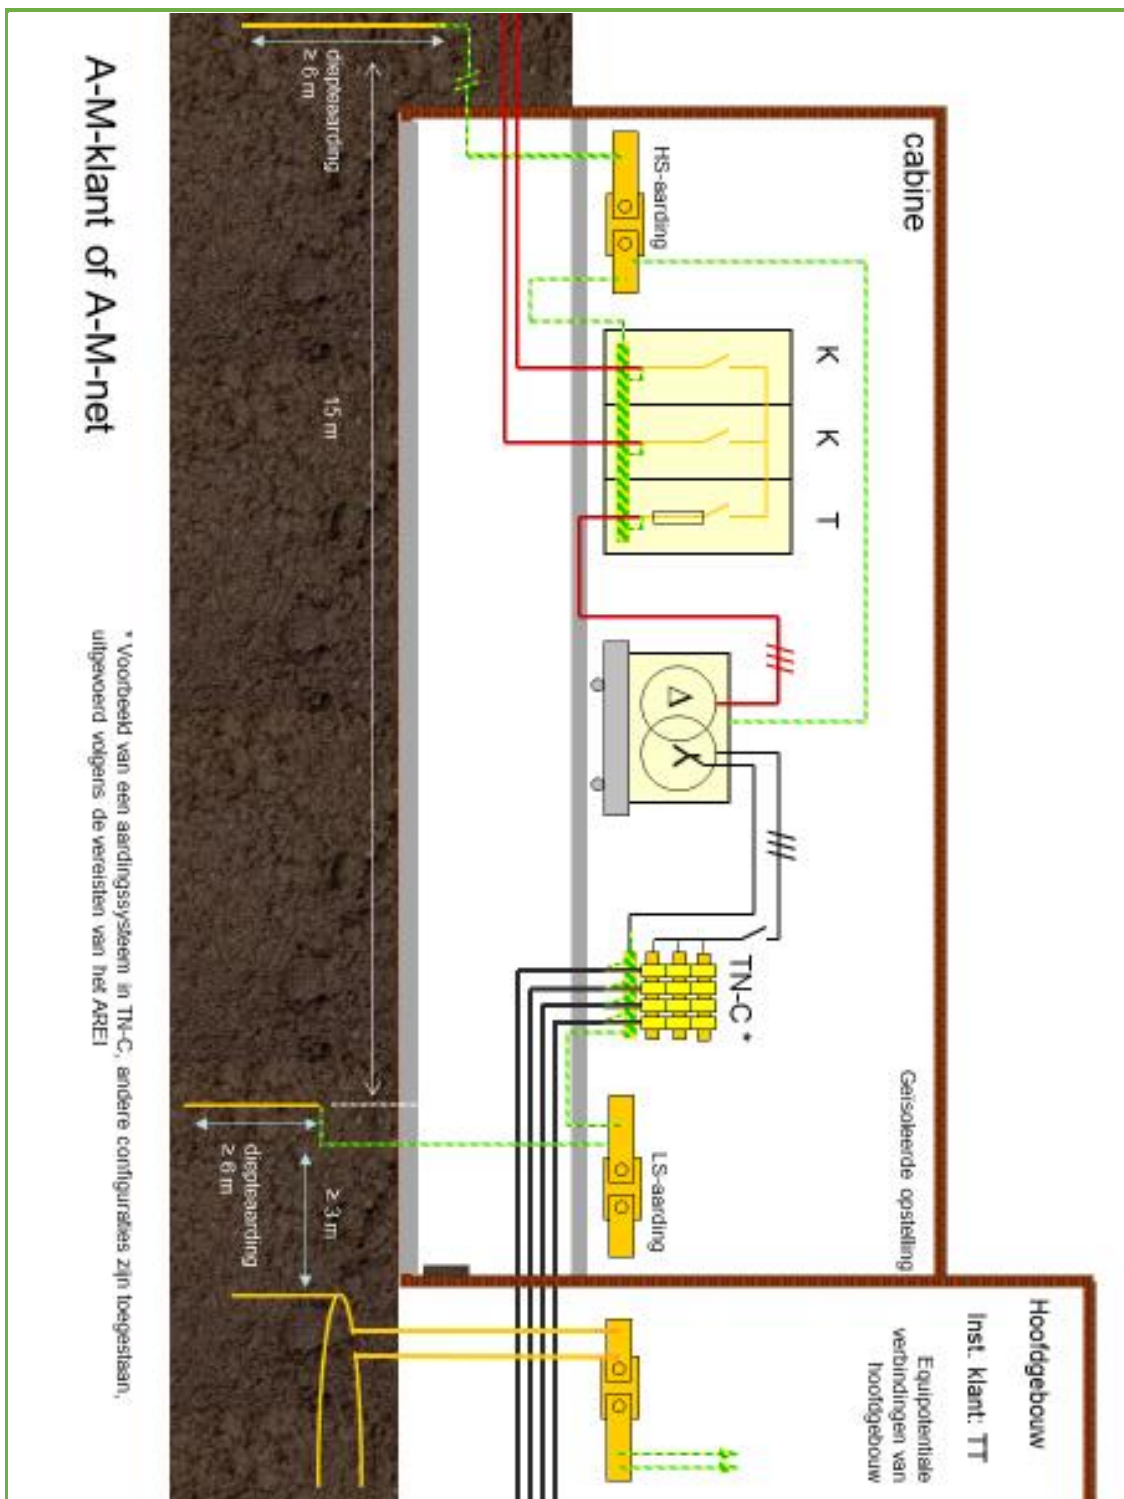 Hoofdgebouw
Inst. klant: TT
Equipotentiale
verbindingen van
hoofdgebouw
cabine
Geïsoleerde opstelling
K
K
T
TN-C *
HS-aarding
LS-aarding
diepteaarding
≥ 6 m
15 m
≥ 3 m
diepteaarding
≥ 6 m
A-M-klant of A-M-net
* Voorbeeld van een aardingssysteem in TN-C, andere configuraties zijn toegestaan,
uitgevoerd volgens de vereisten van het AREI